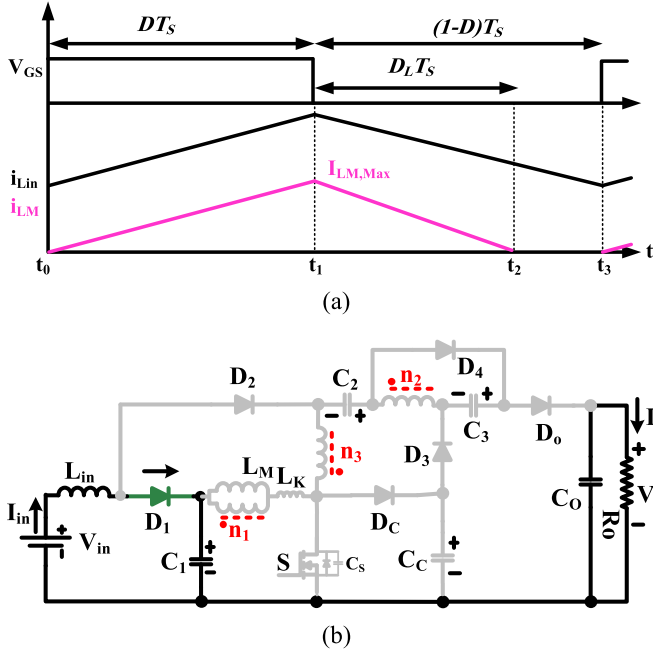 DT_S
(1-D)T_S
V_GS
D_LT_S
i_Lin
I_LM,Max
i_LM
t
t_0
t_1
t_2
t_3
(a)
D_4
D_2
C_2
n_2
I
C_3
D_o
+
L_in
L_M
L_K
n_3
D_3
V
I_in
D_1
n_1
D_C
C_O
Ro
V_in
C_1
S
C_S
C_C
(b)